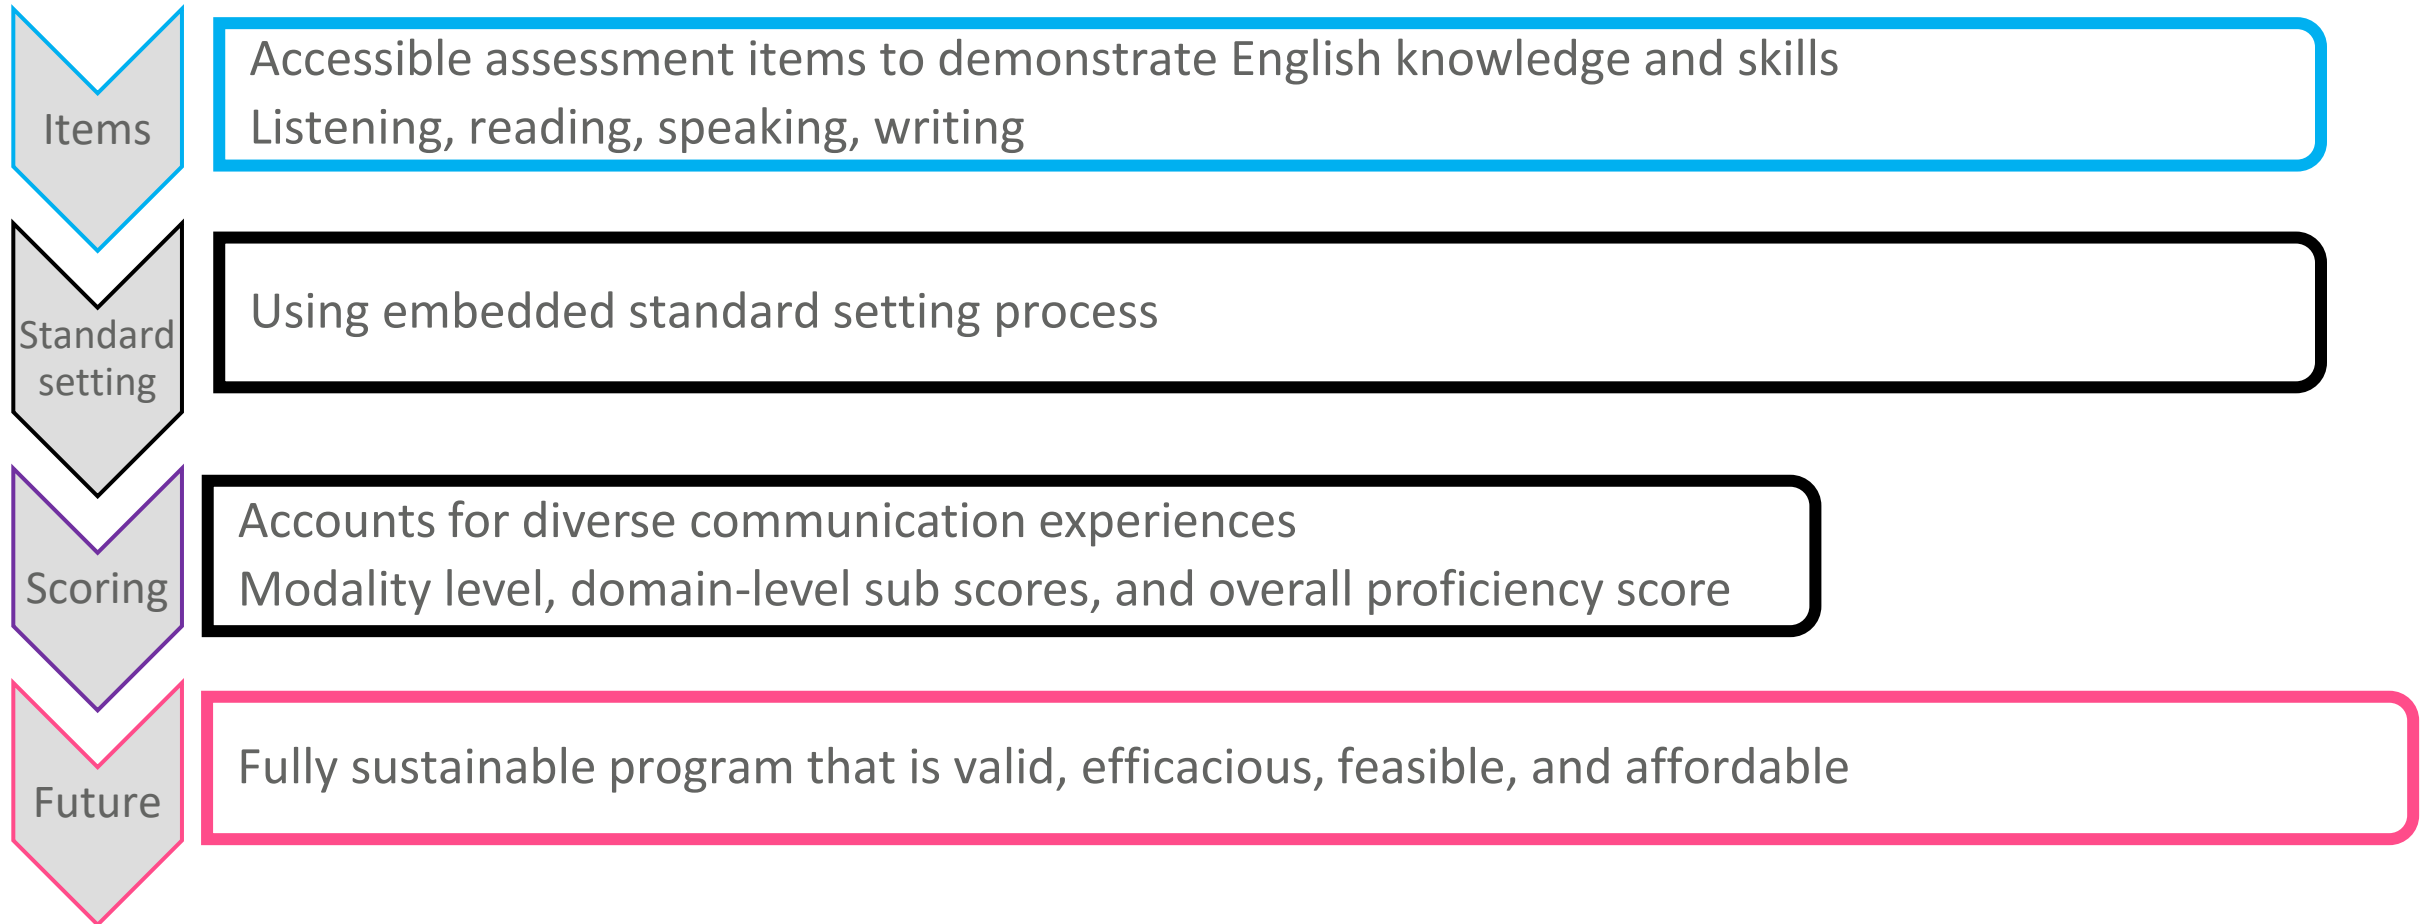 Items
Accessible assessment items to demonstrate English knowledge and skills
Listening, reading, speaking, writing
Standard
setting
Using embedded standard setting process
Scoring
Accounts for diverse communication experiences
Modality level, domain-level sub scores, and overall proficiency score
Future
Fully sustainable program that is valid, efficacious, feasible, and affordable